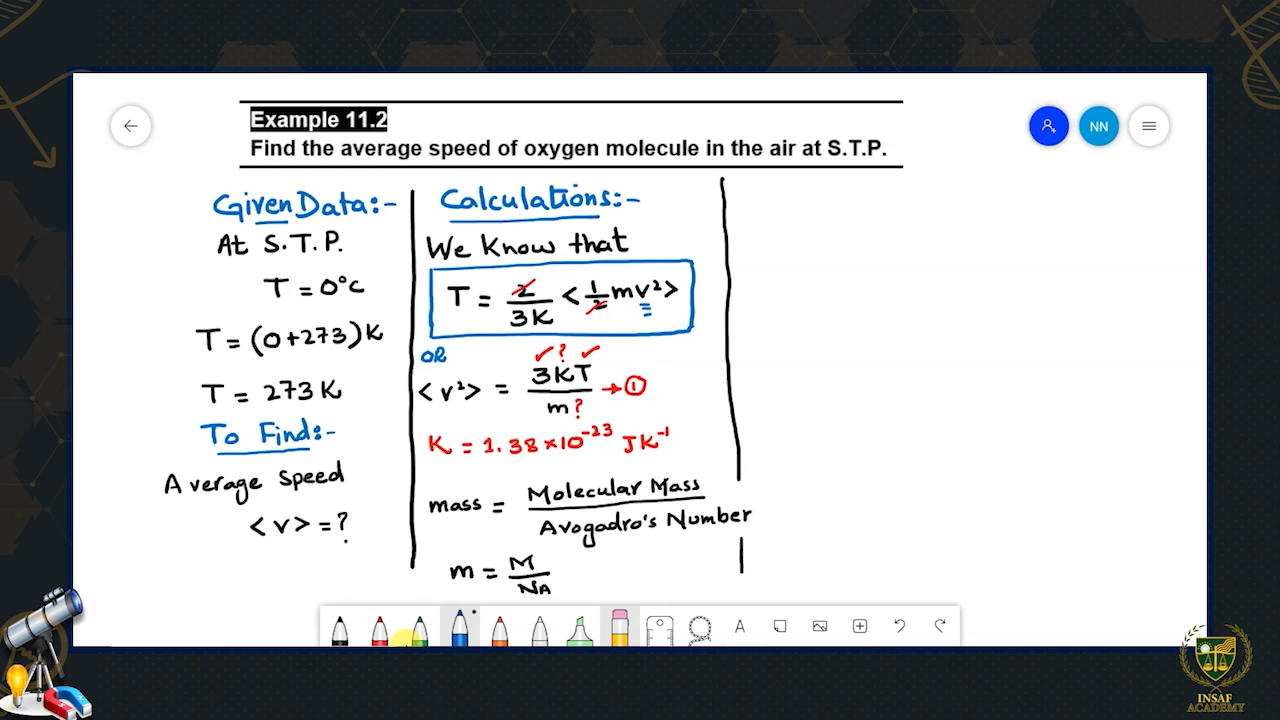 Example 11.2
Find the average speed of oxygen molecule in the air at S.T.P.
NN
Given Data:-
At S.T.P.
T = 0°C
T = (0+273)K
T = 273 K
To Find:-
Average Speed
<v> = ?
Calculations:-
We Know that
T = 2/3K <1/2 mv²>
OR
✓ ? ✓
<v²> = 3KT/m? → ①
K = 1.38×10⁻²³ JK⁻¹
mass = Molecular Mass/Avogadro's Number
m = M/NA
A
INSAF
ACADEMY